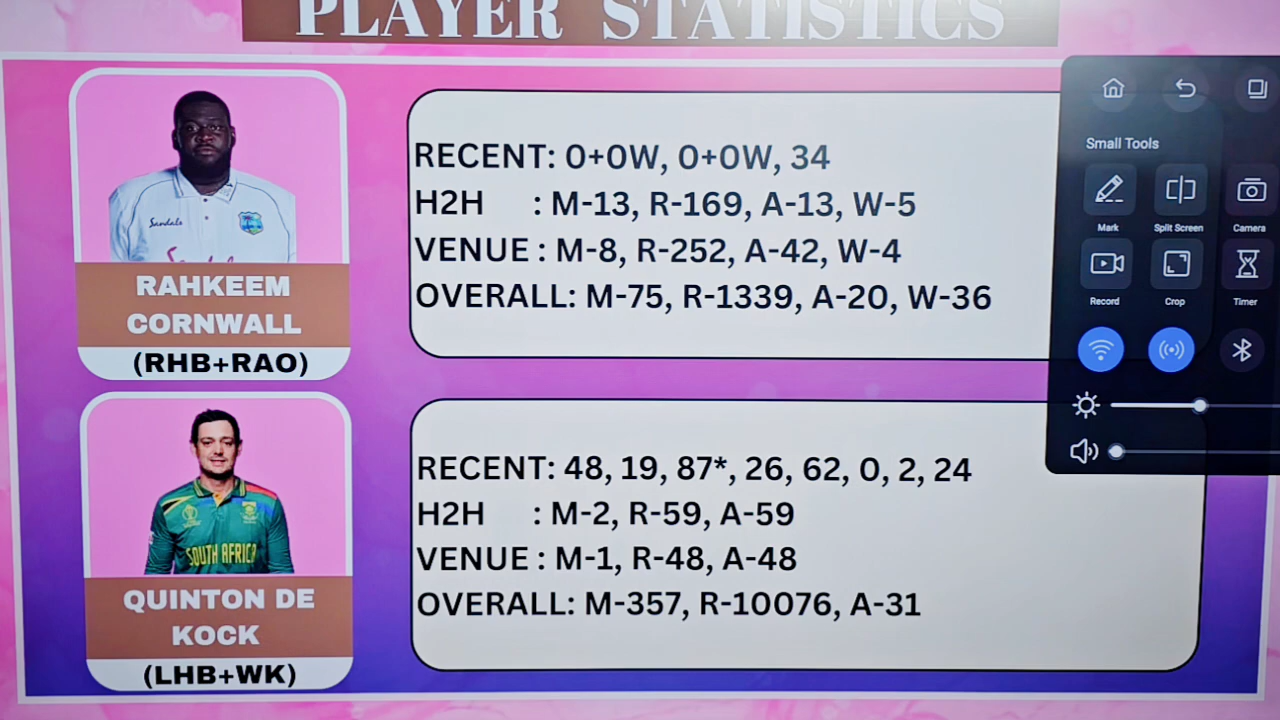 PLAYER STATISTICS
Sandals
RAHKEEM
CORNWALL
(RHB+RAO)
RECENT: 0+0W, 0+0W, 34
H2H : M-13, R-169, A-13, W-5
VENUE : M-8, R-252, A-42, W-4
OVERALL: M-75, R-1339, A-20, W-36
SOUTH AFRICA
QUINTON DE
KOCK
(LHB+WK)
RECENT: 48, 19, 87*, 26, 62, 0, 2, 24
H2H : M-2, R-59, A-59
VENUE : M-1, R-48, A-48
OVERALL: M-357, R-10076, A-31
Small Tools
Mark Split Screen Camera
Record Crop Timer